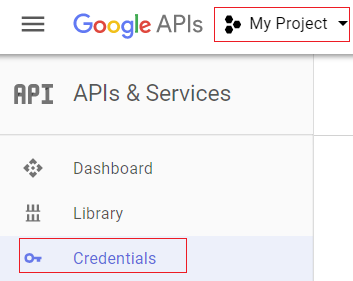 Google APIs My Project
API APIs & Services
Dashboard
Library
Credentials